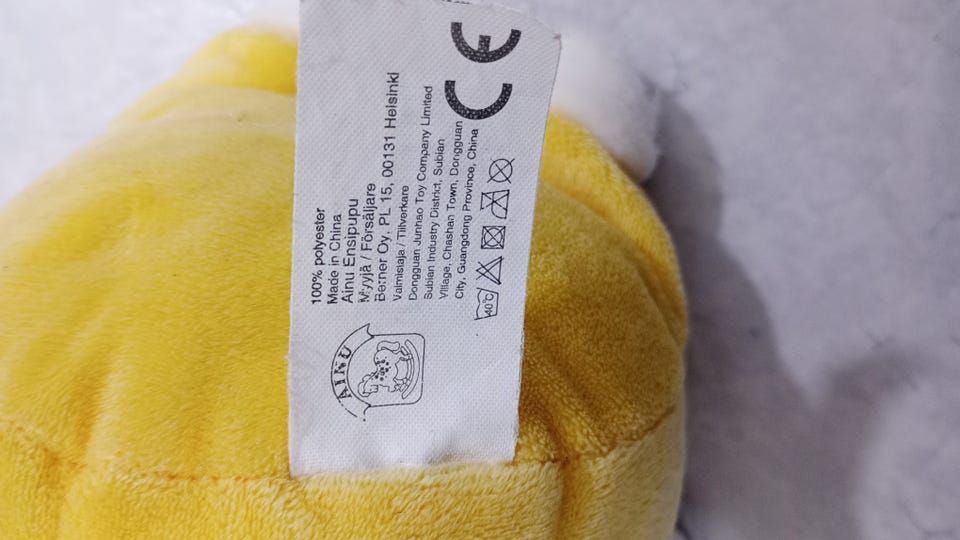 100% polyester
Made in China
Ainu Ensipupu
Myyjä / Försäljare
Berner Oy, PL 15, 00131 Helsinki
Valmistaja / Tillverkare
Dongguan Junhao Toy Company Limited
Subian Industry District, Subian
Village, Chashan Town, Dongguan
City, Guangdong Province, China
40°C
CE
AINU